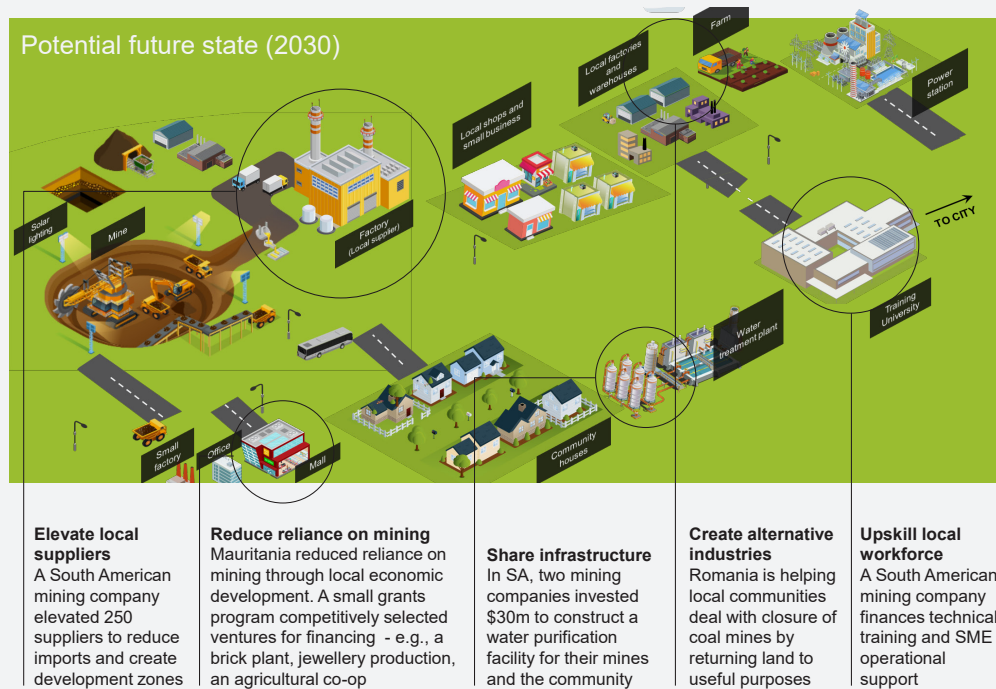 Potential future state (2030)
Farm
Local factories
and
warehouses
Power
station
Local shops and
small business
Solar
lighting
Mine
Factory
(Local supplier)
TO CITY
Training
University
Water
treatment plant
Small
factory
Office
Mall
Community
houses
Elevate local
suppliers
A South American
mining company
elevated 250
suppliers to reduce
imports and create
development zones
Reduce reliance on mining
Mauritania reduced reliance on
mining through local economic
development. A small grants
program competitively selected
ventures for financing - e.g., a
brick plant, jewellery production,
an agricultural co-op
Share infrastructure
In SA, two mining
companies invested
$30m to construct a
water purification
facility for their mines
and the community
Create alternative
industries
Romania is helping
local communities
deal with closure of
coal mines by
returning land to
useful purposes
Upskill local
workforce
A South American
mining company
finances technical
training and SME
operational
support